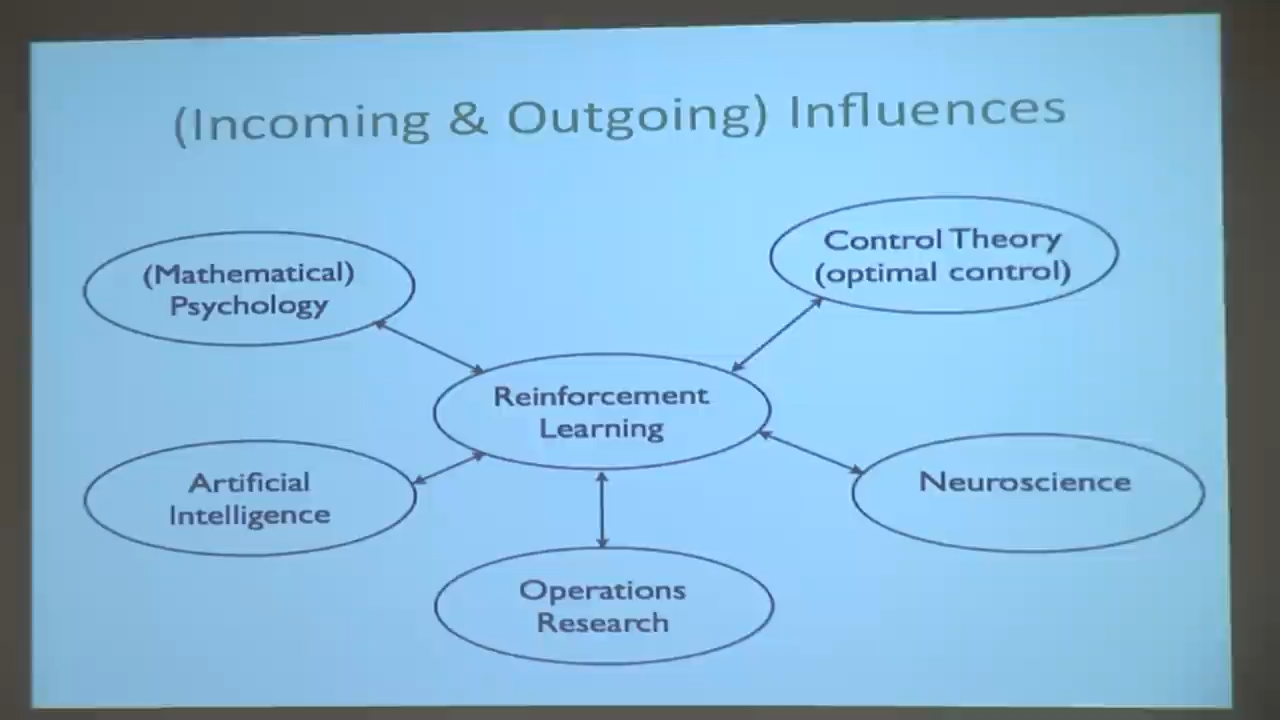 (Incoming & Outgoing) Influences
(Mathematical)
Psychology
Control Theory
(optimal control)
Reinforcement
Learning
Artificial
Intelligence
Neuroscience
Operations
Research